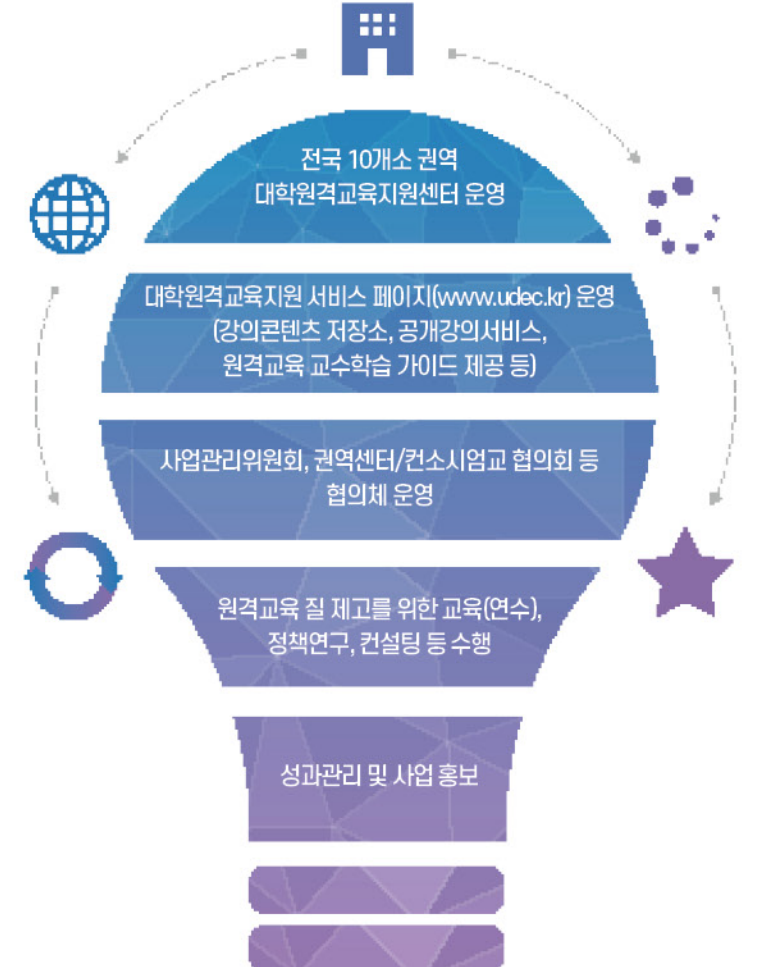 전국 10개소 권역
대학원격교육지원센터 운영
대학원격교육지원 서비스 페이지(www.udec.kr) 운영
(강의콘텐츠 저장소, 공개강의서비스,
원격교육 교수학습 가이드 제공 등)
사업관리위원회, 권역센터/컨소시엄교 협의회 등
협의체 운영
원격교육 질 제고를 위한 교육(연수),
정책연구, 컨설팅 등 수행
성과관리 및 사업 홍보